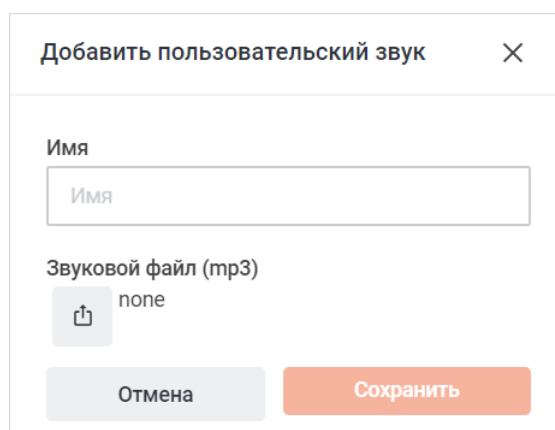 Добавить пользовательский звук
Имя
Имя
Звуковой файл (mp3)
none
Отмена
Сохранить